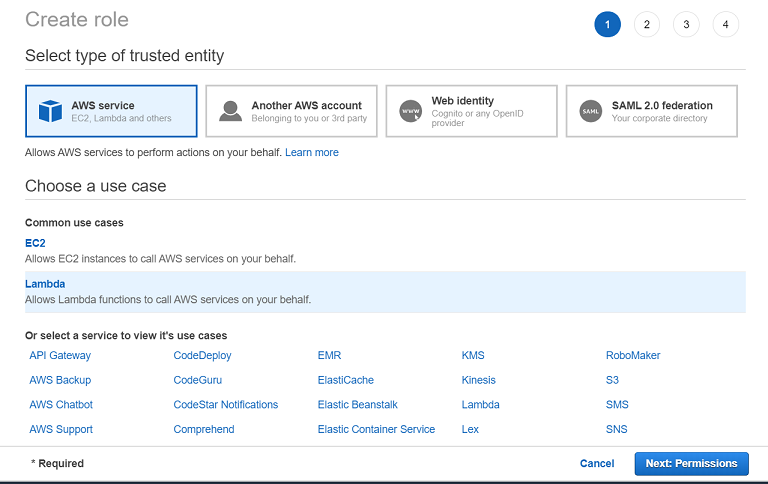 Create role
1 2 3 4
Select type of trusted entity
AWS service
EC2, Lambda and others
Another AWS account
Belonging to you or 3rd party
WWW
Web identity
Cognito or any OpenID
provider
SAML
SAML 2.0 federation
Your corporate directory
Allows AWS services to perform actions on your behalf. Learn more
Choose a use case
Common use cases
EC2
Allows EC2 instances to call AWS services on your behalf.
Lambda
Allows Lambda functions to call AWS services on your behalf.
Or select a service to view it's use cases
API Gateway CodeDeploy EMR KMS RoboMaker
AWS Backup CodeGuru ElastiCache Kinesis S3
AWS Chatbot CodeStar Notifications Elastic Beanstalk Lambda SMS
AWS Support Comprehend Elastic Container Service Lex SNS
* Required Cancel Next: Permissions